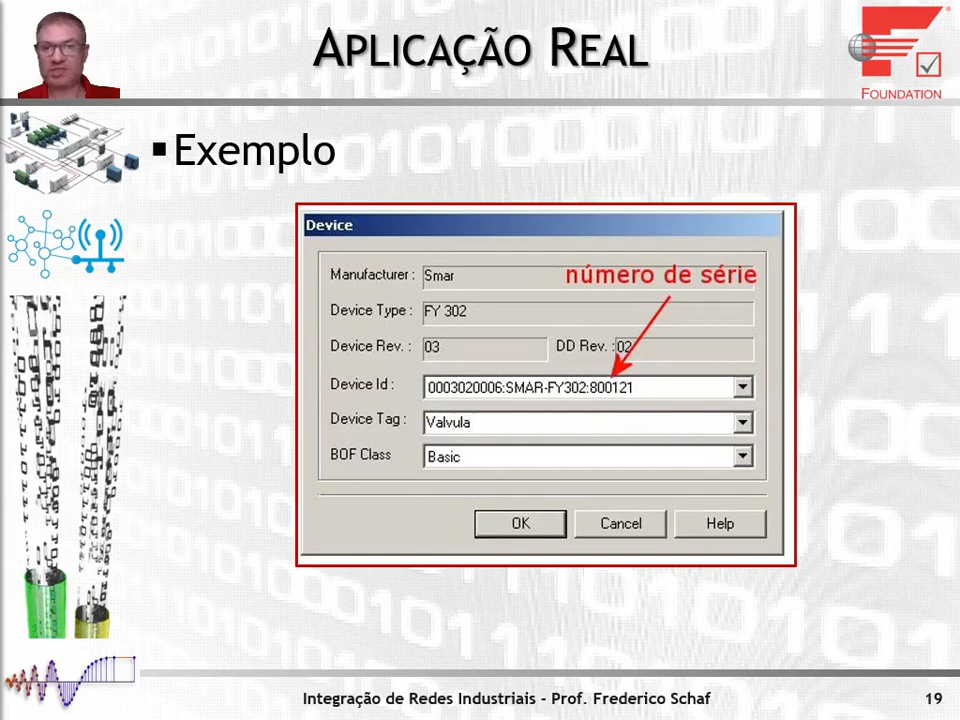 APLICAÇÃO REAL
FOUNDATION
Exemplo
Device
Manufacturer : Smar
número de série
Device Type : FY 302
Device Rev. : 03 DD Rev. : 02
Device Id : 0003020006:SMAR-FY302:800121
Device Tag : Valvula
BOF Class Basic
OK Cancel Help
Integração de Redes Industriais - Prof. Frederico Schaf 19